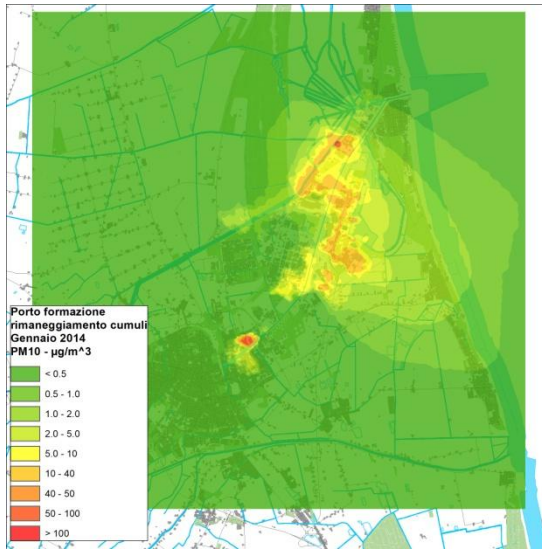 Porto formazione
rimaneggiamento cumuli
Gennaio 2014
PM10 - µg/m^3
< 0.5
0.5 - 1.0
1.0 - 2.0
2.0 - 5.0
5.0 - 10
10 - 40
40 - 50
50 - 100
> 100